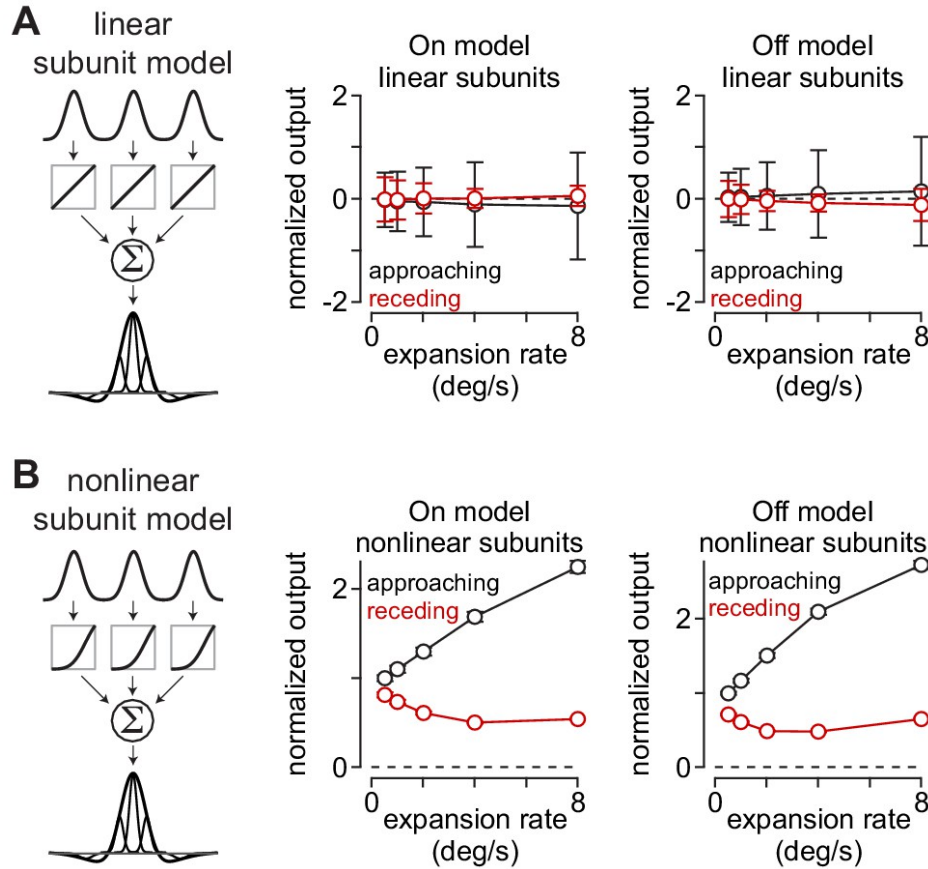 A
linear
subunit model
Σ
On model
linear subunits
normalized output
2
0
-2
approaching
receding
0
8
expansion rate
(deg/s)
Off model
linear subunits
normalized output
2
0
-2
approaching
receding
0
8
expansion rate
(deg/s)
B
nonlinear
subunit model
Σ
On model
nonlinear subunits
normalized output
2
0
approaching
receding
0
8
expansion rate
(deg/s)
Off model
nonlinear subunits
normalized output
2
0
approaching
receding
0
8
expansion rate
(deg/s)